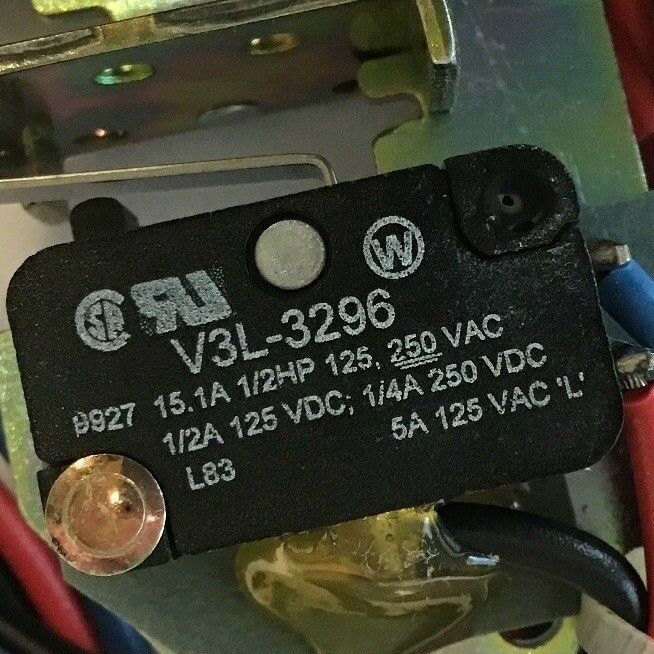 W
V3L-3296
9927 15.1A 1/2HP 125, 250 VAC
1/2A 125 VDC; 1/4A 250 VDC
5A 125 VAC 'L'
L83